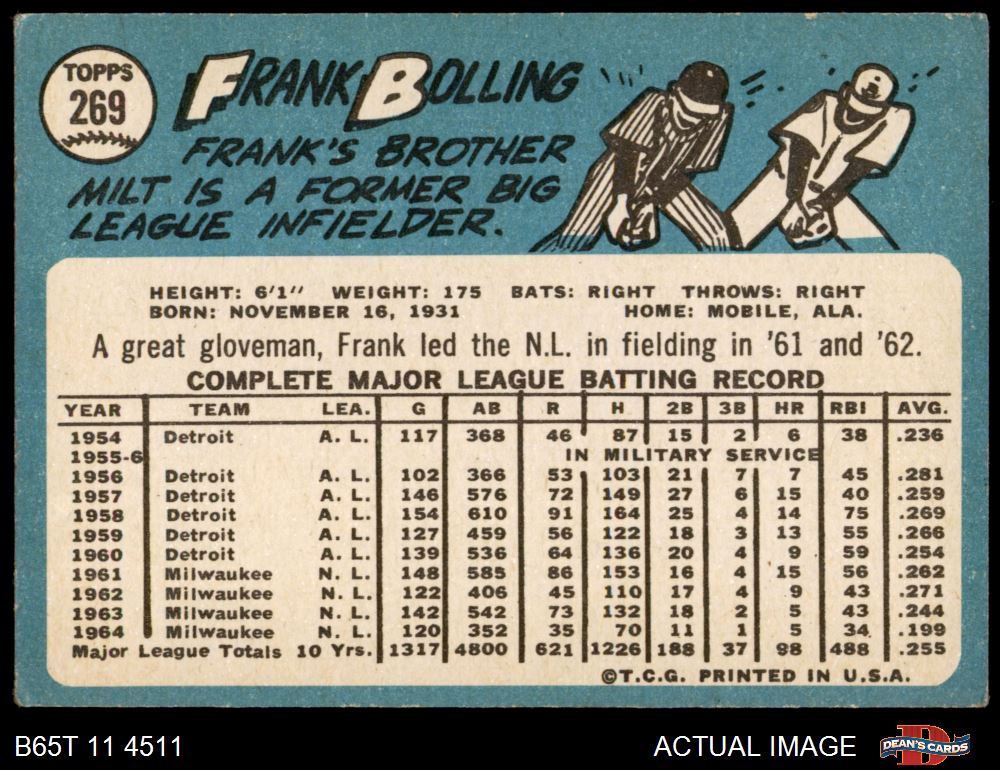 TOPPS
269
FRANK BOLLING
FRANK'S BROTHER
MILT IS A FORMER BIG
LEAGUE INFIELDER.
HEIGHT: 6'1" WEIGHT: 175 BATS: RIGHT THROWS: RIGHT
BORN: NOVEMBER 16, 1931 HOME: MOBILE, ALA.
A great gloveman, Frank led the N.L. in fielding in '61 and '62.
COMPLETE MAJOR LEAGUE BATTING RECORD
YEAR TEAM LEA. G AB R H 2B 3B HR RBI AVG.
1954 Detroit A. L. 117 368 46 87 15 2 6 38 .236
1955-6 IN MILITARY SERVICE
1956 Detroit A. L. 102 366 53 103 21 7 7 45 .281
1957 Detroit A. L. 146 576 72 149 27 6 15 40 .259
1958 Detroit A. L. 154 610 91 164 25 4 14 75 .269
1959 Detroit A. L. 127 459 56 122 18 3 13 55 .266
1960 Detroit A. L. 139 536 64 136 20 4 9 59 .254
1961 Milwaukee N. L. 148 585 86 153 16 4 15 56 .262
1962 Milwaukee N. L. 122 406 45 110 17 4 9 43 .271
1963 Milwaukee N. L. 142 542 73 132 18 2 5 43 .244
1964 Milwaukee N. L. 120 352 35 70 11 1 5 34 .199
Major League Totals 10 Yrs. 1317 4800 621 1226 188 37 98 488 .255
©T.C.G. PRINTED IN U.S.A.
B65T 11 4511 ACTUAL IMAGE DEAN'S CARDS